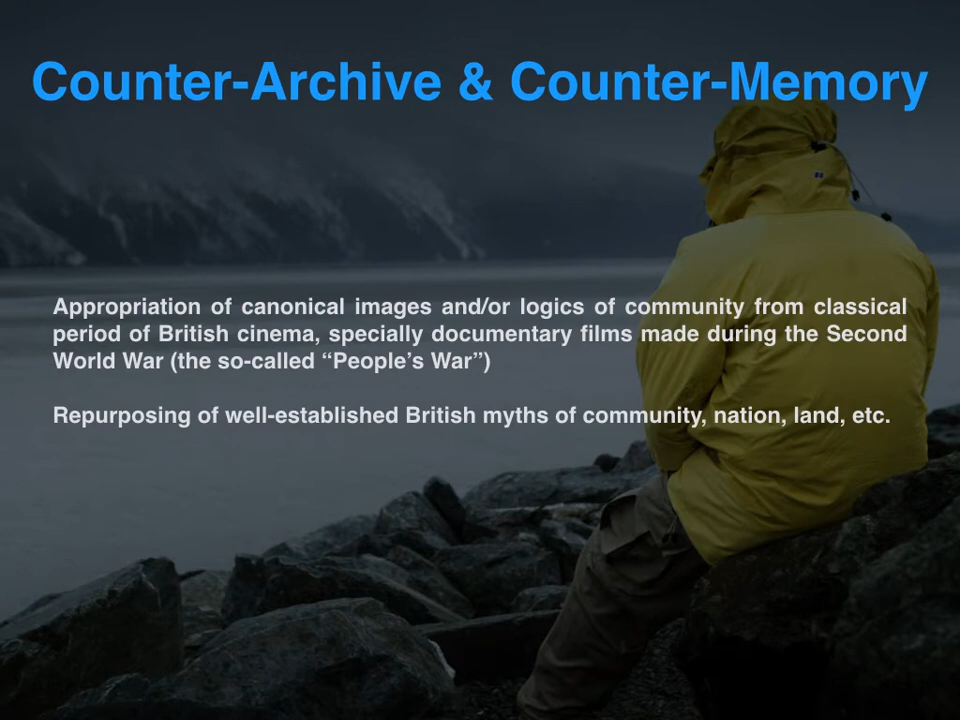 Counter-Archive & Counter-Memory
Appropriation of canonical images and/or logics of community from classical
period of British cinema, specially documentary films made during the Second
World War (the so-called “People’s War”)
Repurposing of well-established British myths of community, nation, land, etc.